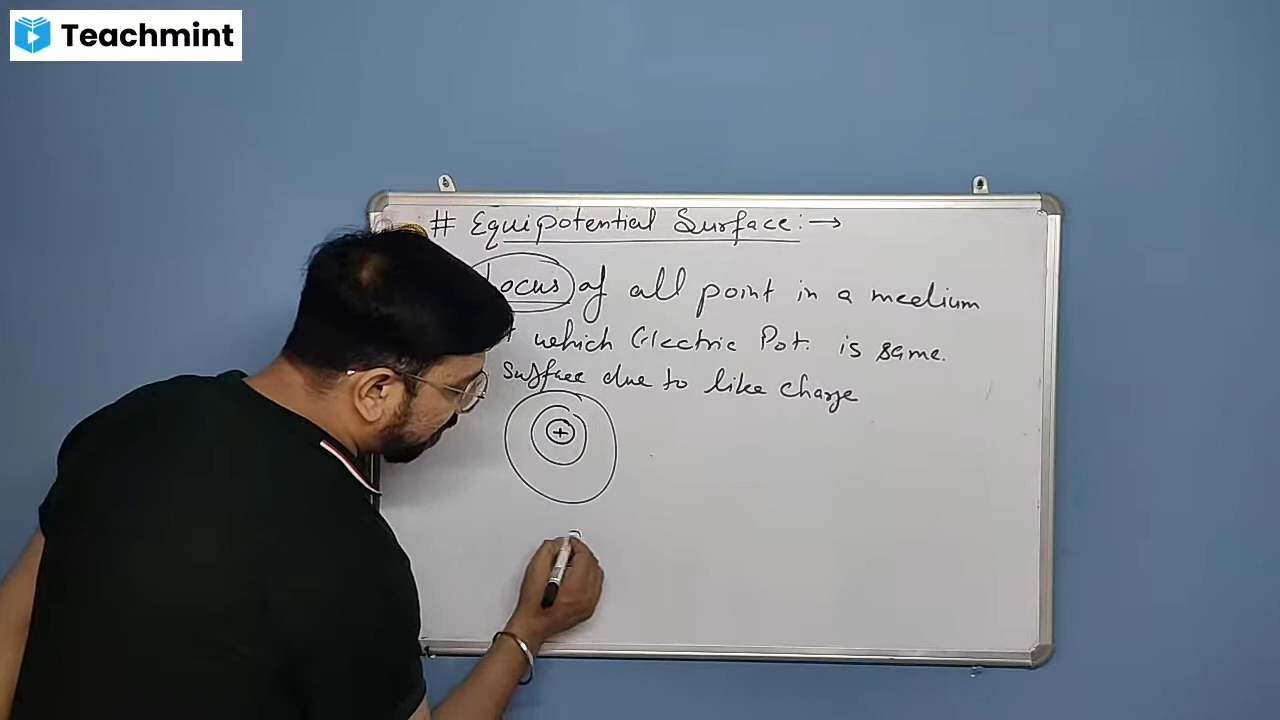 Teachmint
# Equipotential Surface:→
Locus of all point in a medium
which Electric Pot. is same.
Surface due to like charge
+